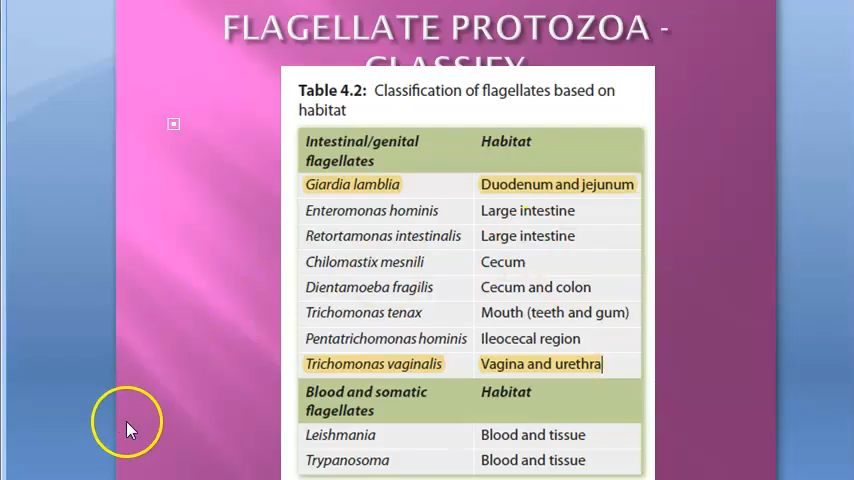 FLAGELLATE PROTOZOA -
CLASSIFY
Table 4.2: Classification of flagellates based on
habitat
Intestinal/genital flagellates Habitat
Giardia lamblia Duodenum and jejunum
Enteromonas hominis Large intestine
Retortamonas intestinalis Large intestine
Chilomastix mesnili Cecum
Dientamoeba fragilis Cecum and colon
Trichomonas tenax Mouth (teeth and gum)
Pentatrichomonas hominis Ileocecal region
Trichomonas vaginalis Vagina and urethra
Blood and somatic flagellates Habitat
Leishmania Blood and tissue
Trypanosoma Blood and tissue